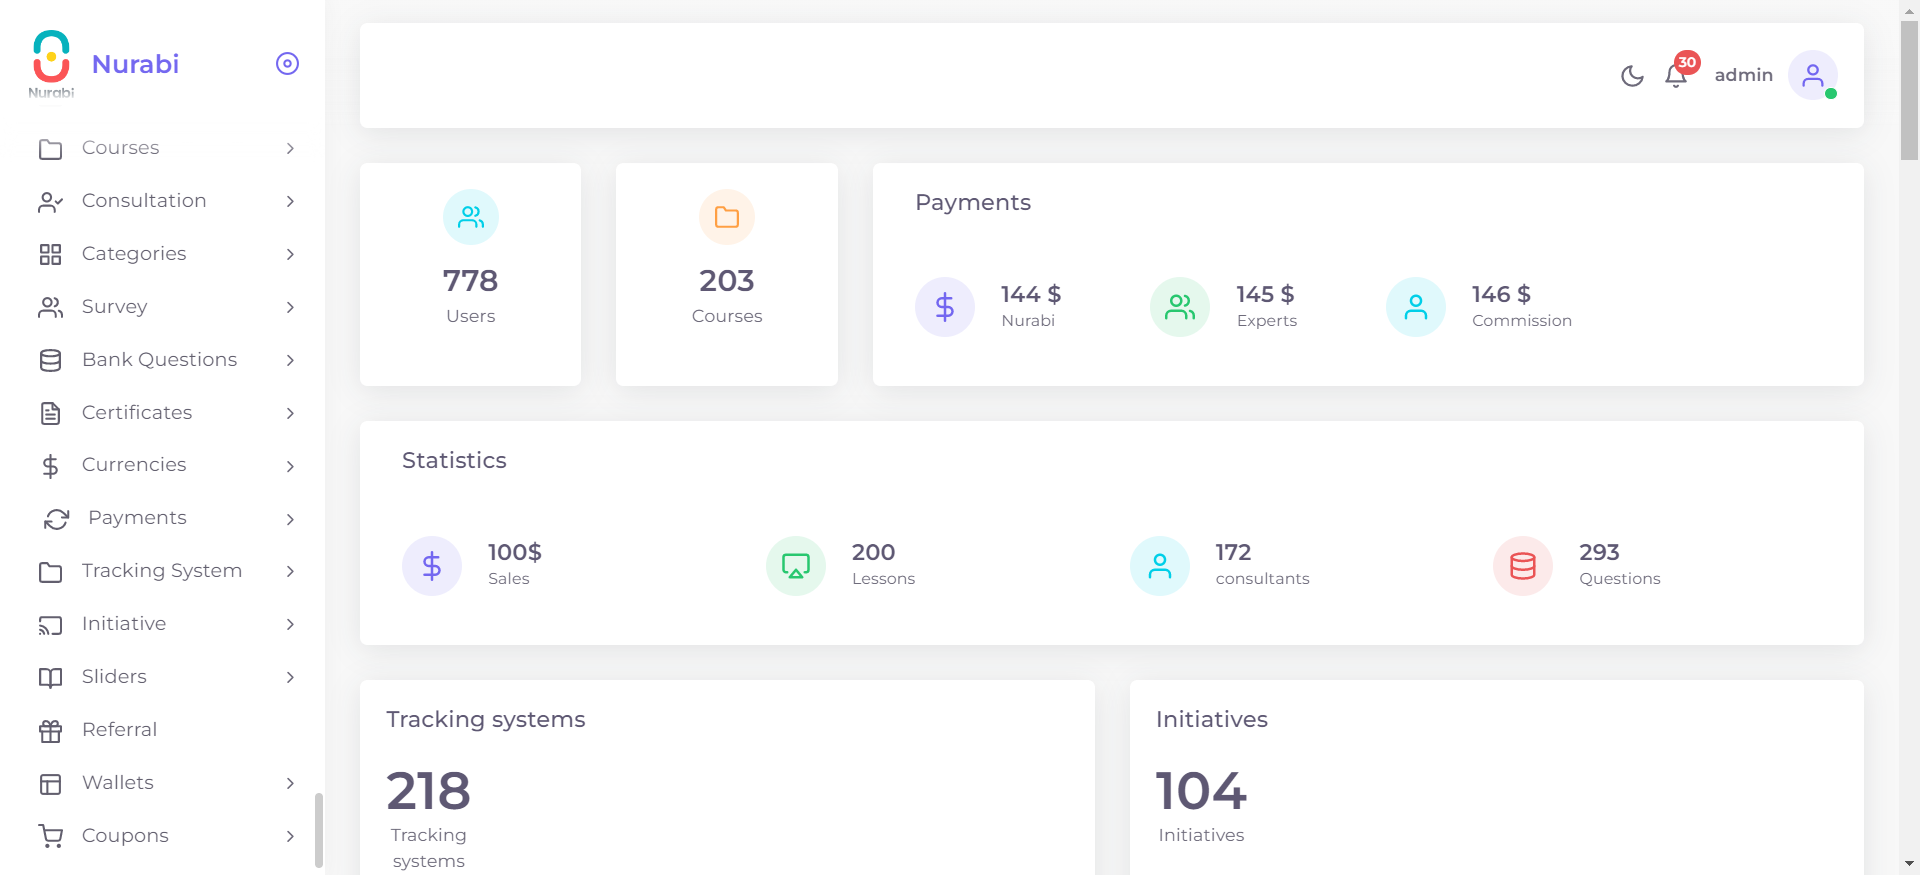 Nurabi
Nurabi
Courses
Consultation
Categories
Survey
Bank Questions
Certificates
Currencies
Payments
Tracking System
Initiative
Sliders
Referral
Wallets
Coupons
30
admin
778
Users
203
Courses
Payments
144 $
Nurabi
145 $
Experts
146 $
Commission
Statistics
100$
Sales
200
Lessons
172
consultants
293
Questions
Tracking systems
218
Tracking
systems
Initiatives
104
Initiatives